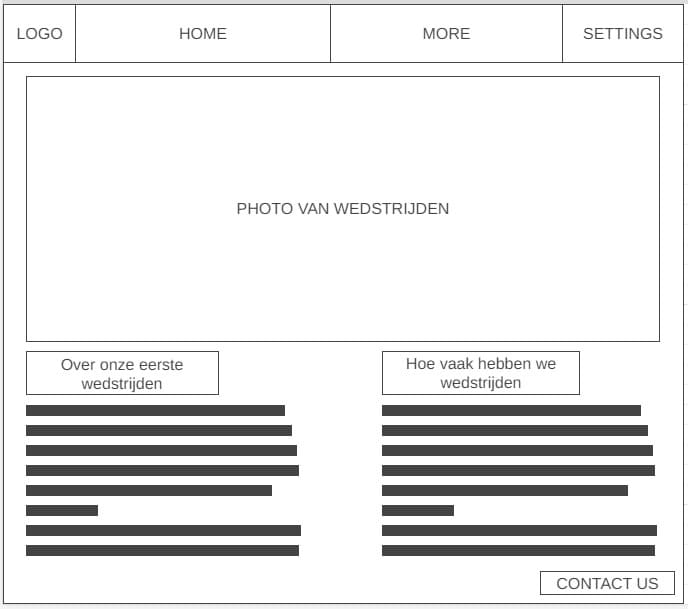 LOGO
HOME
MORE
SETTINGS
PHOTO VAN WEDSTRIJDEN
Over onze eerste
wedstrijden
Hoe vaak hebben we
wedstrijden
CONTACT US